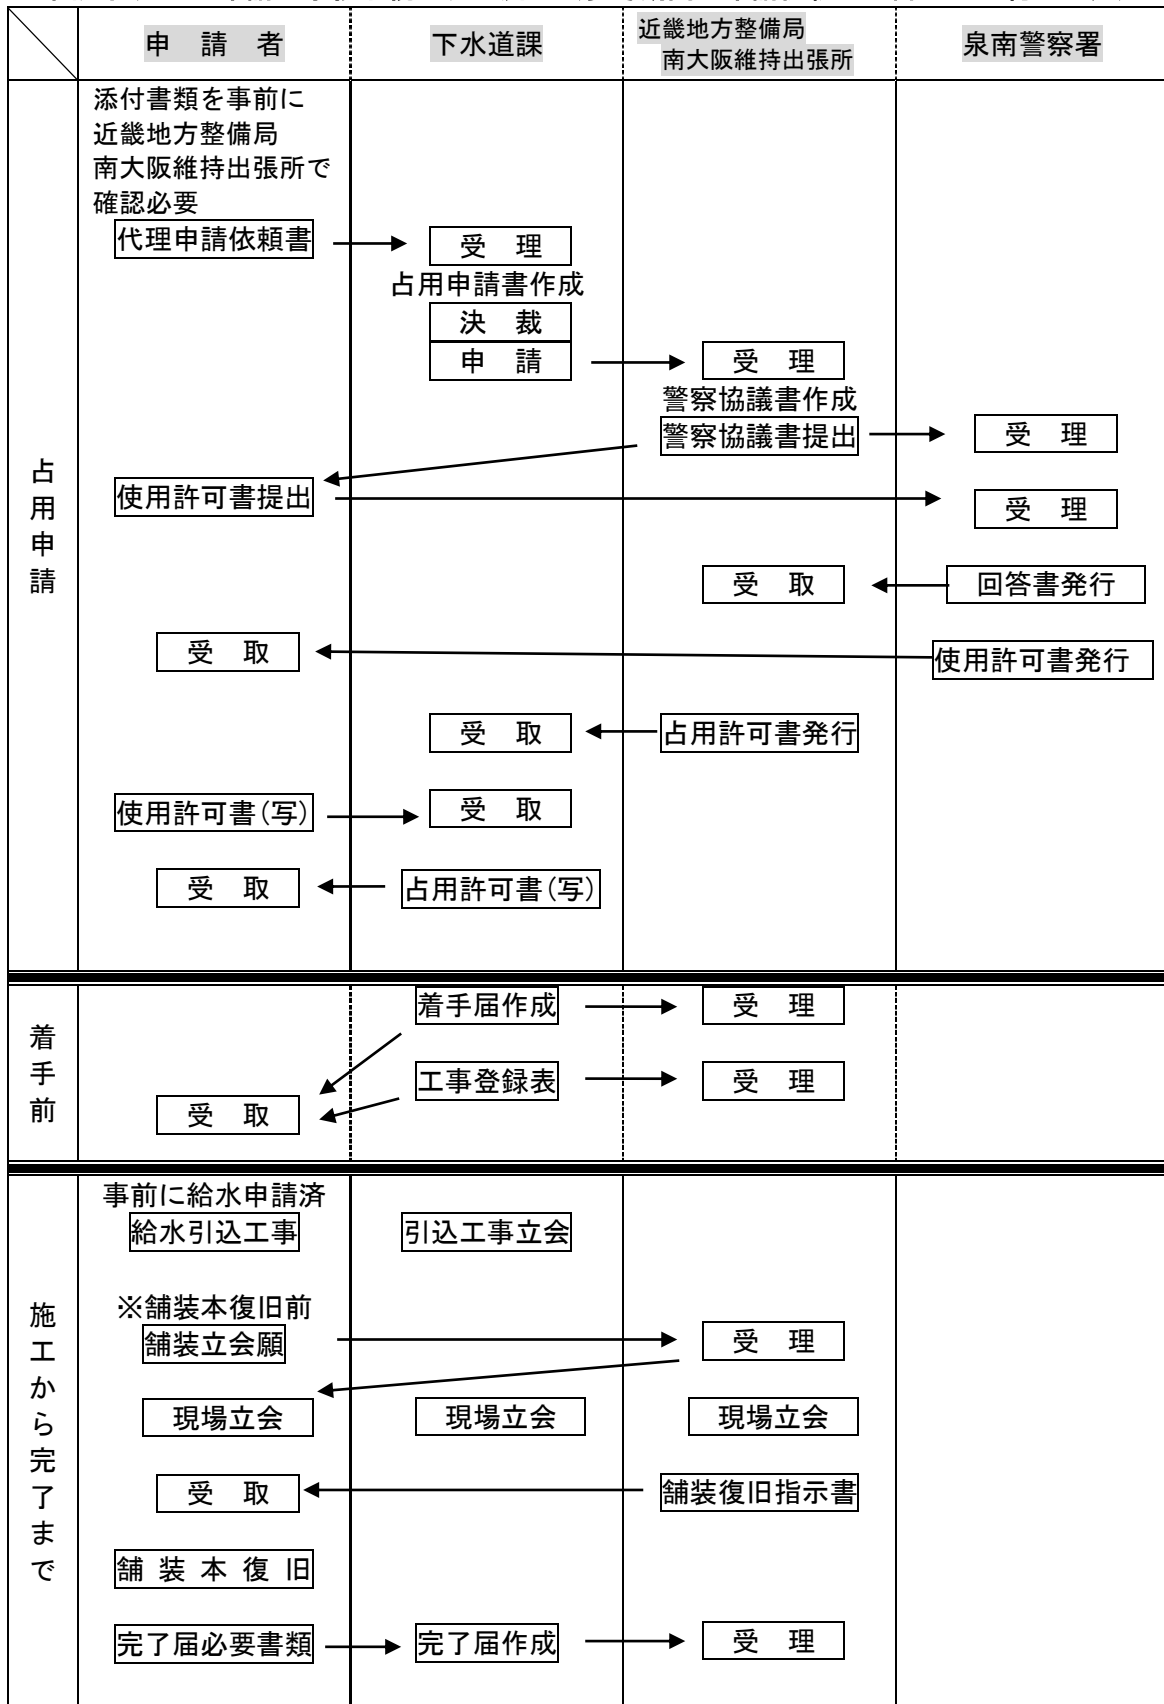 申　請　者
下水道課
近畿地方整備局
南大阪維持出張所
泉南警察署
占用申請
添付書類を事前に
近畿地方整備局
南大阪維持出張所で
確認必要
代理申請依頼書
受　理
占用申請書作成
決　裁
申　請
受　理
警察協議書作成
警察協議書提出
受　理
使用許可書提出
受　理
受　取
回答書発行
受　取
使用許可書発行
受　取
占用許可書発行
使用許可書(写)
受　取
受　取
占用許可書(写)
着手前
着手届作成
受　理
工事登録表
受　理
受　取
施工から完了まで
事前に給水申請済
給水引込工事
引込工事立会
※舗装本復旧前
舗装立会願
受　理
現場立会
現場立会
現場立会
受　取
舗装復旧指示書
舗 装 本 復 旧
完了届必要書類
完了届作成
受　理